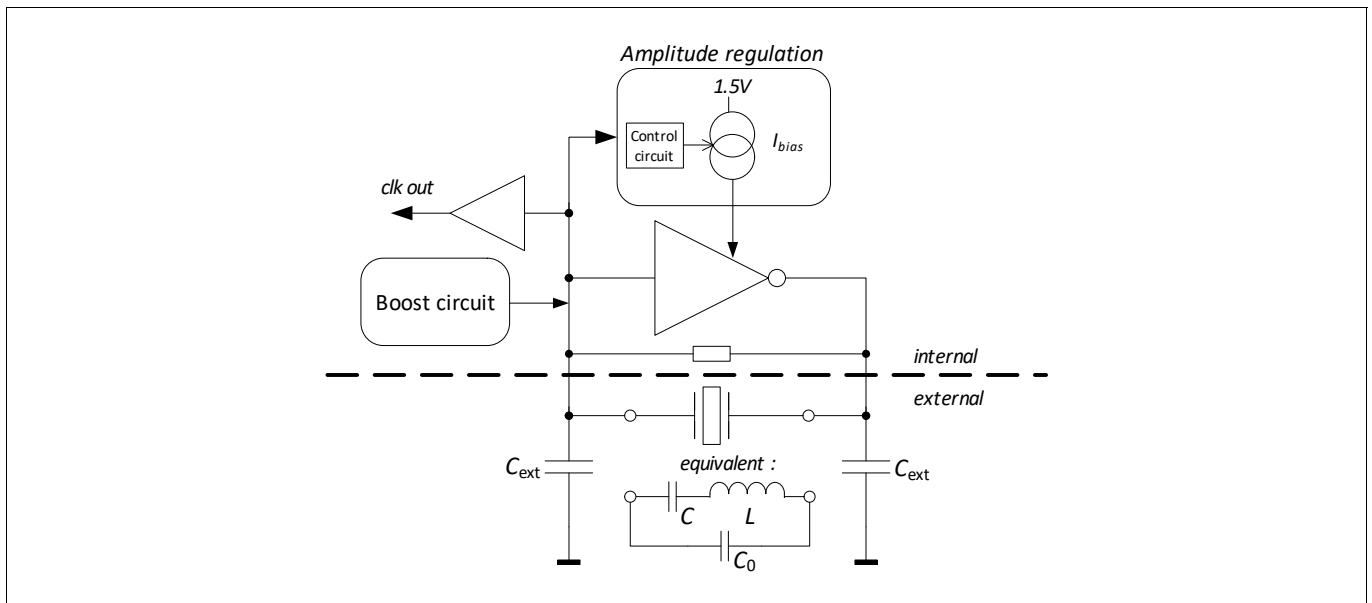 Amplitude regulation
1.5V
Control
circuit
Ibias
clk out
Boost circuit
internal
external
Cext
Cext
equivalent :
C
L
C0